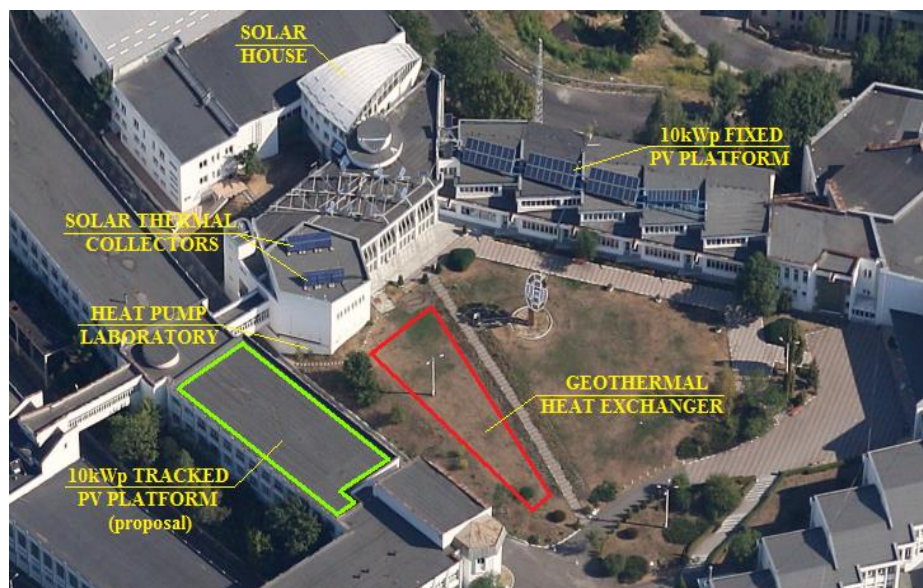 SOLAR
HOUSE
10kWp FIXED
PV PLATFORM
SOLAR THERMAL
COLLECTORS
HEAT PUMP
LABORATORY
GEOTHERMAL
HEAT EXCHANGER
10kWp TRACKED
PV PLATFORM
(proposal)